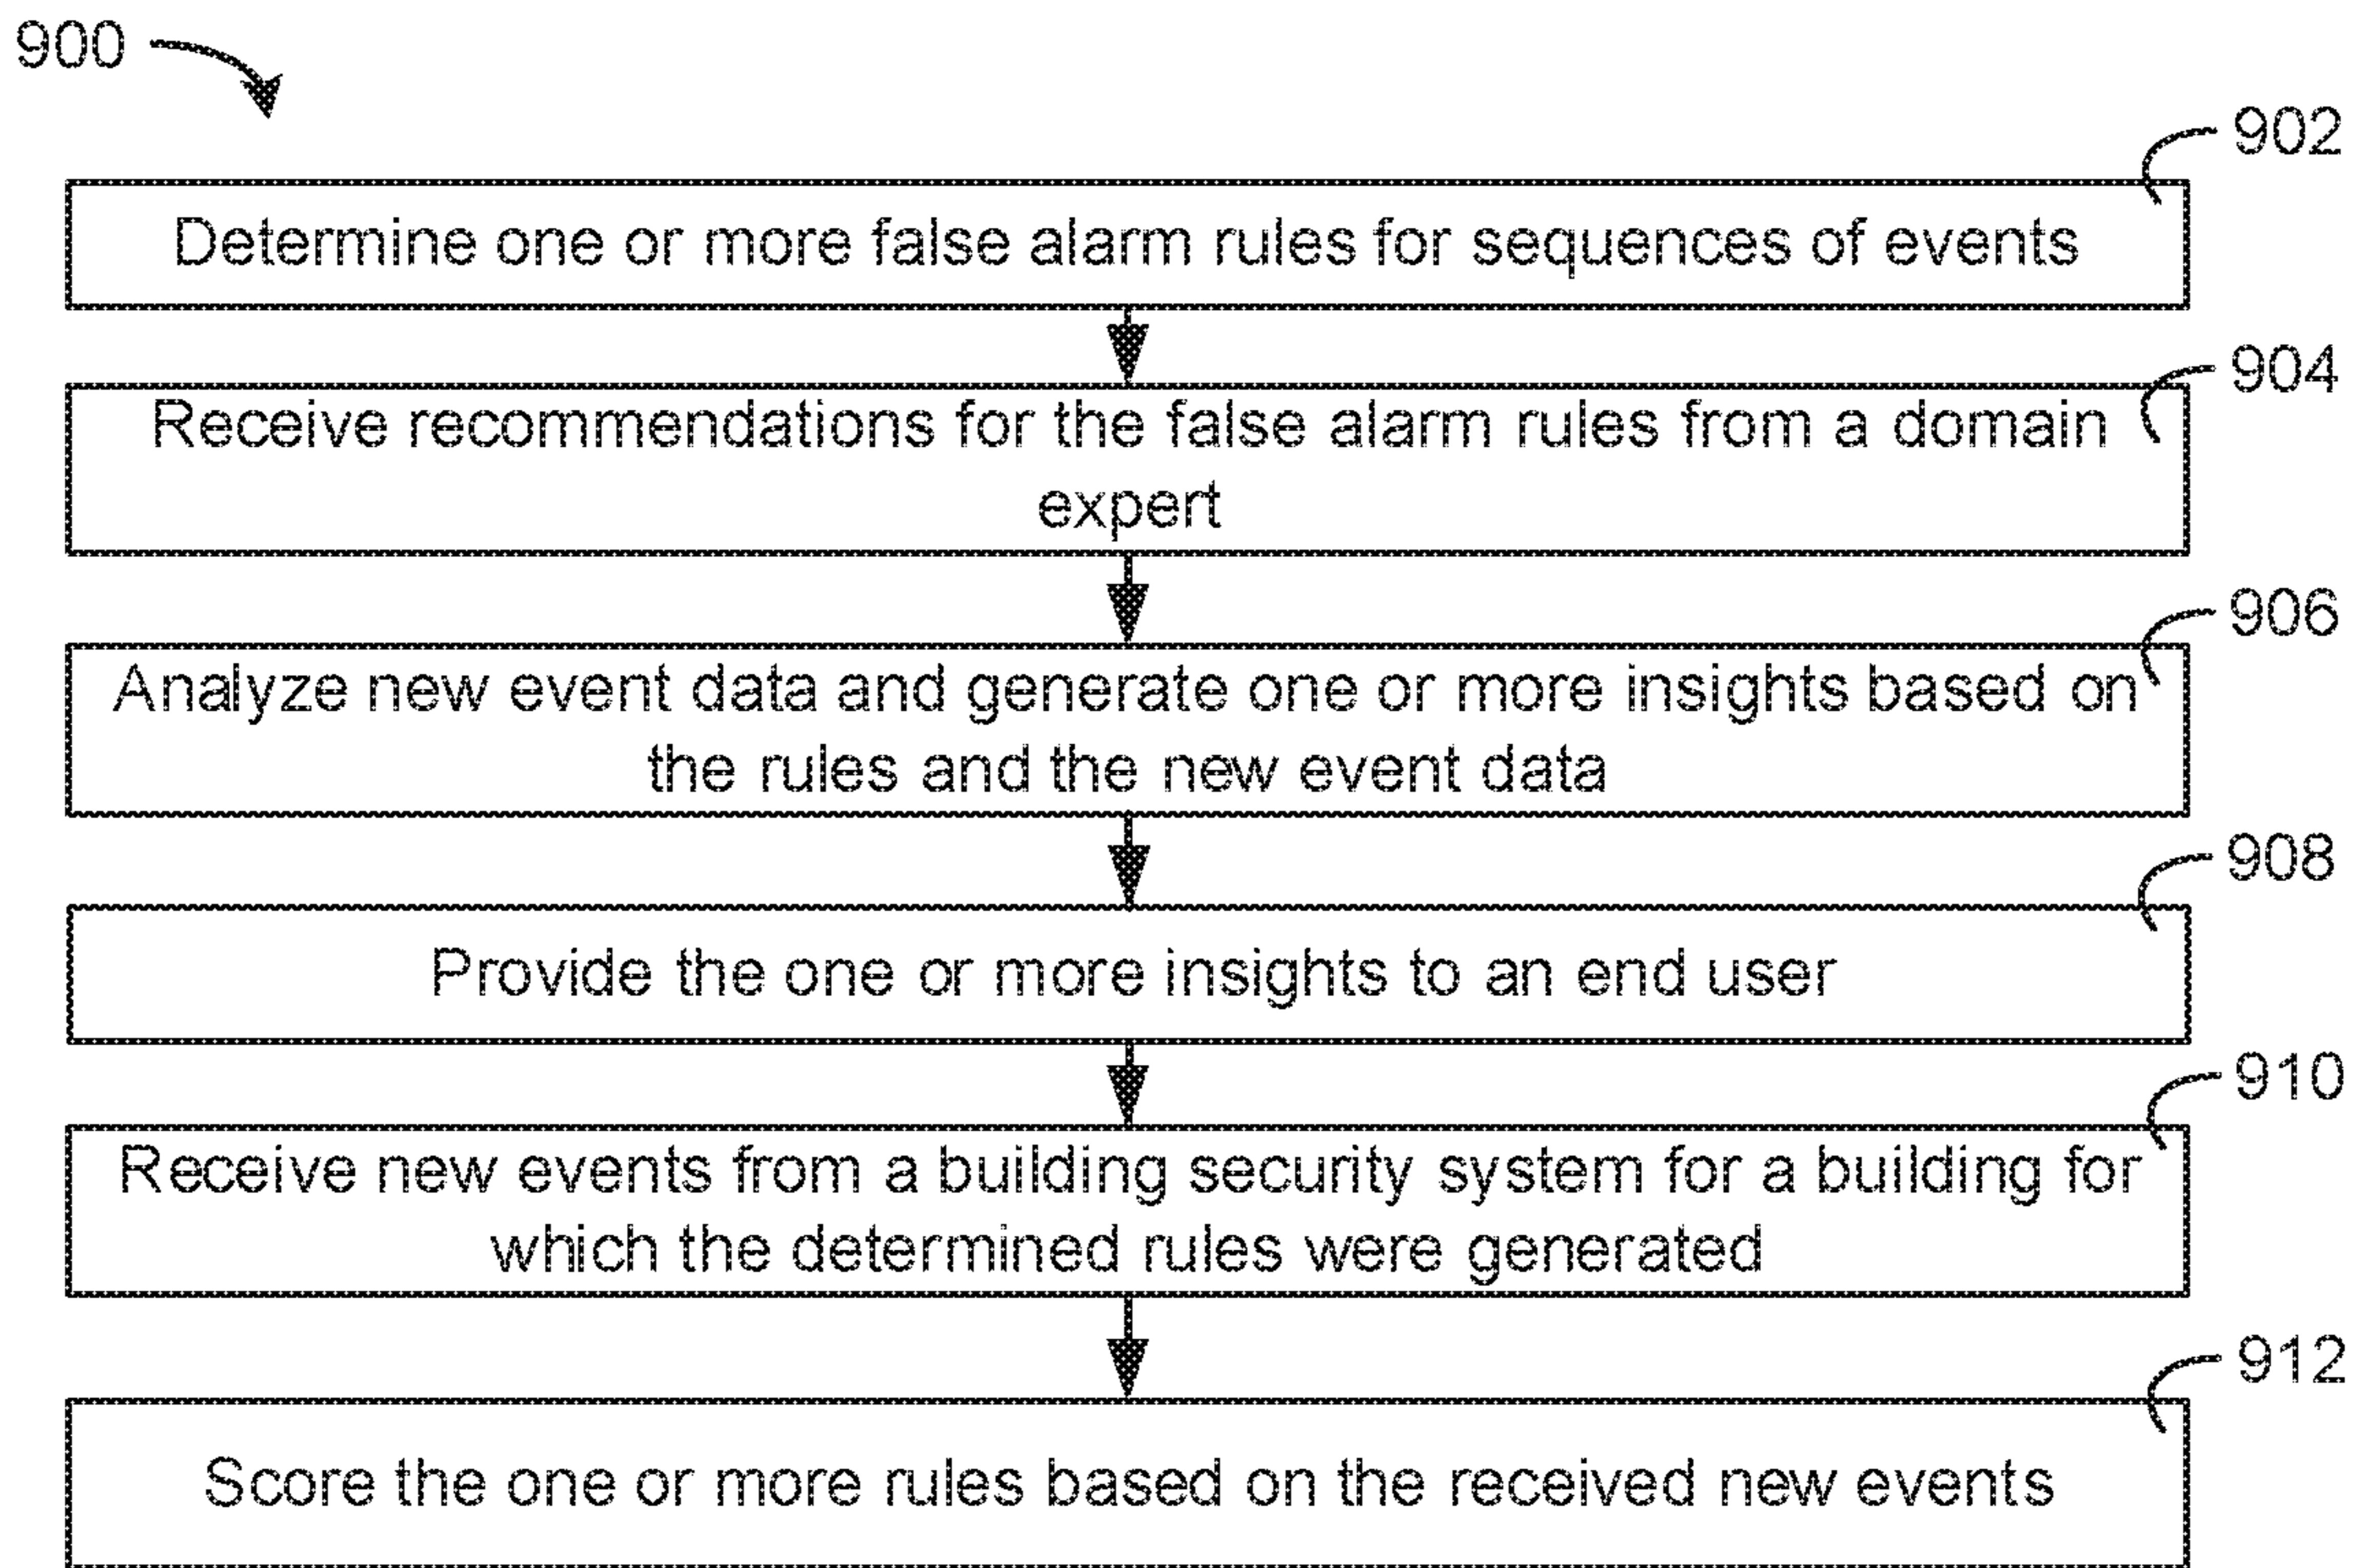 900
902
Determine one or more false alarm rules for sequences of events
904
Receive recommendations for the false alarm rules from a domain
expert
906
Analyze new event data and generate one or more insights based on
the rules and the new event data
908
Provide the one or more insights to an end user
910
Receive new events from a building security system for a building for
which the determined rules were generated
912
Score the one or more rules based on the received new events